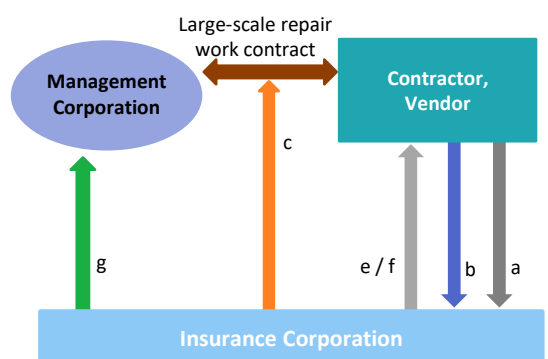 Large-scale repair
work contract
Management
Corporation
Contractor,
Vendor
c
g
e / f
b
a
Insurance Corporation